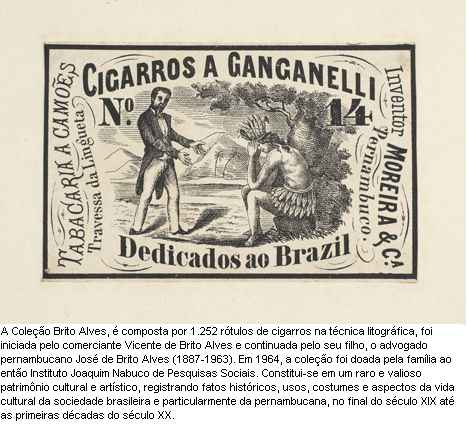 CIGARROS A GANGANELLI
Nº. 14
TABACARIA A CAMÕES
Travessa da Lingueta
Inventor MOREIRA & Cª
Pernambuco.
Dedicados ao Brazil
A Coleção Brito Alves, é composta por 1.252 rótulos de cigarros na técnica litográfica, foi
iniciada pelo comerciante Vicente de Brito Alves e continuada pelo seu filho, o advogado
pernambucano José de Brito Alves (1887-1963). Em 1964, a coleção foi doada pela família ao
então Instituto Joaquim Nabuco de Pesquisas Sociais. Constitui-se em um raro e valioso
patrimônio cultural e artístico, registrando fatos históricos, usos, costumes e aspectos da vida
cultural da sociedade brasileira e particularmente da pernambucana, no final do século XIX até
as primeiras décadas do século XX.